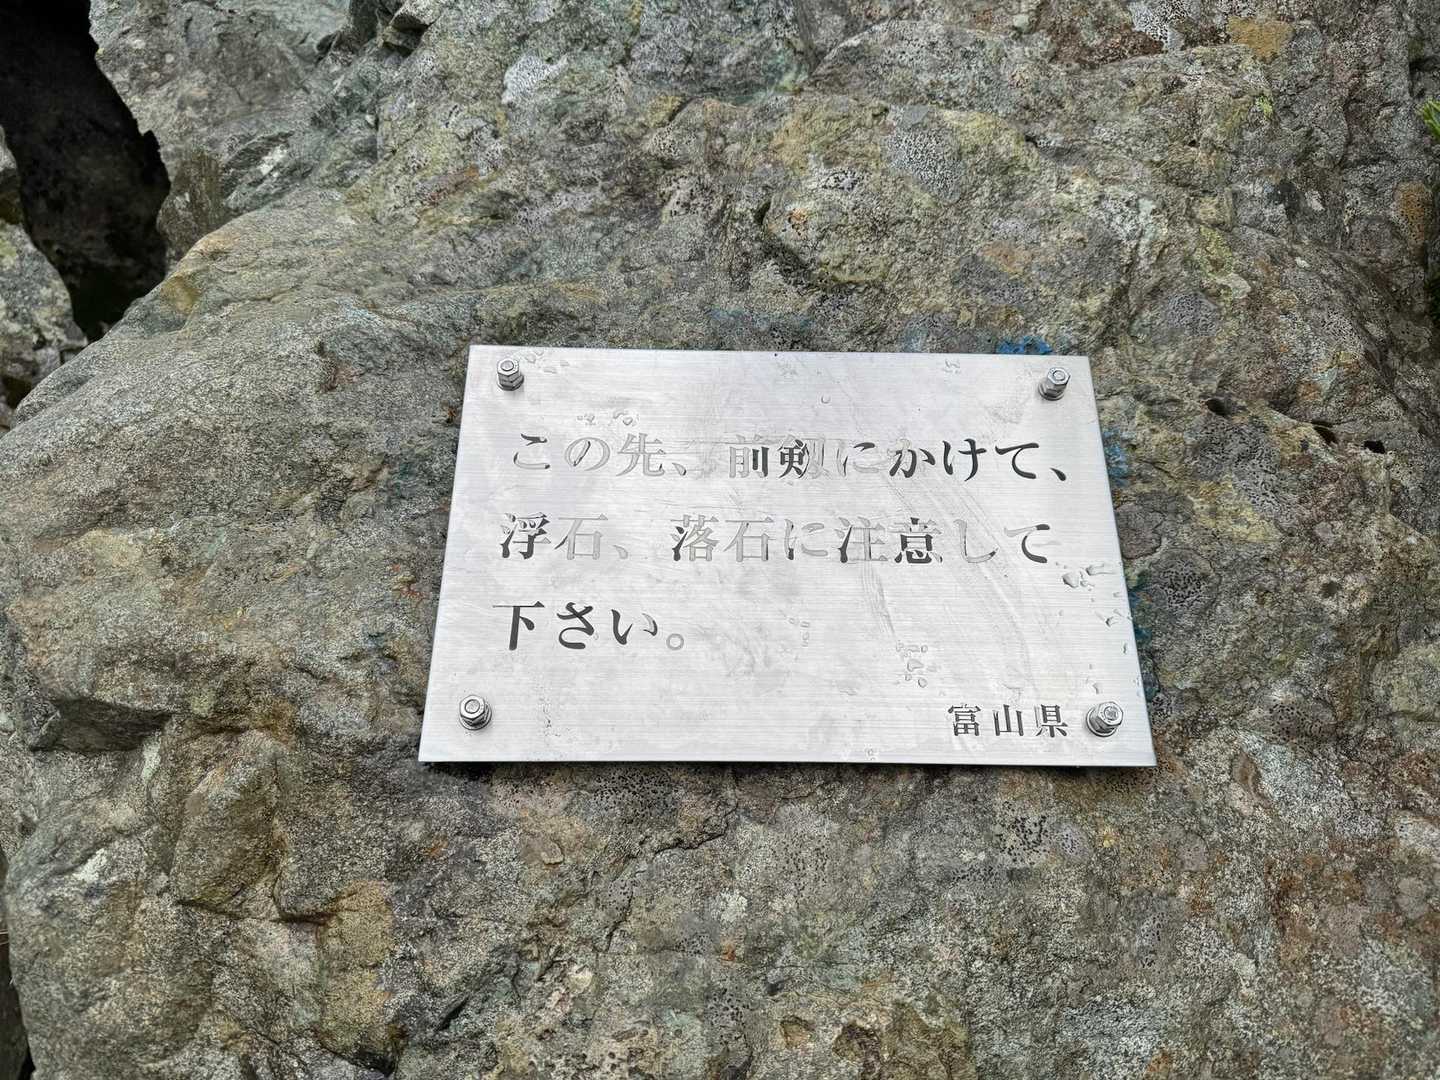 この先、前剱にかけて、
浮石、落石に注意して
下さい。
富山県